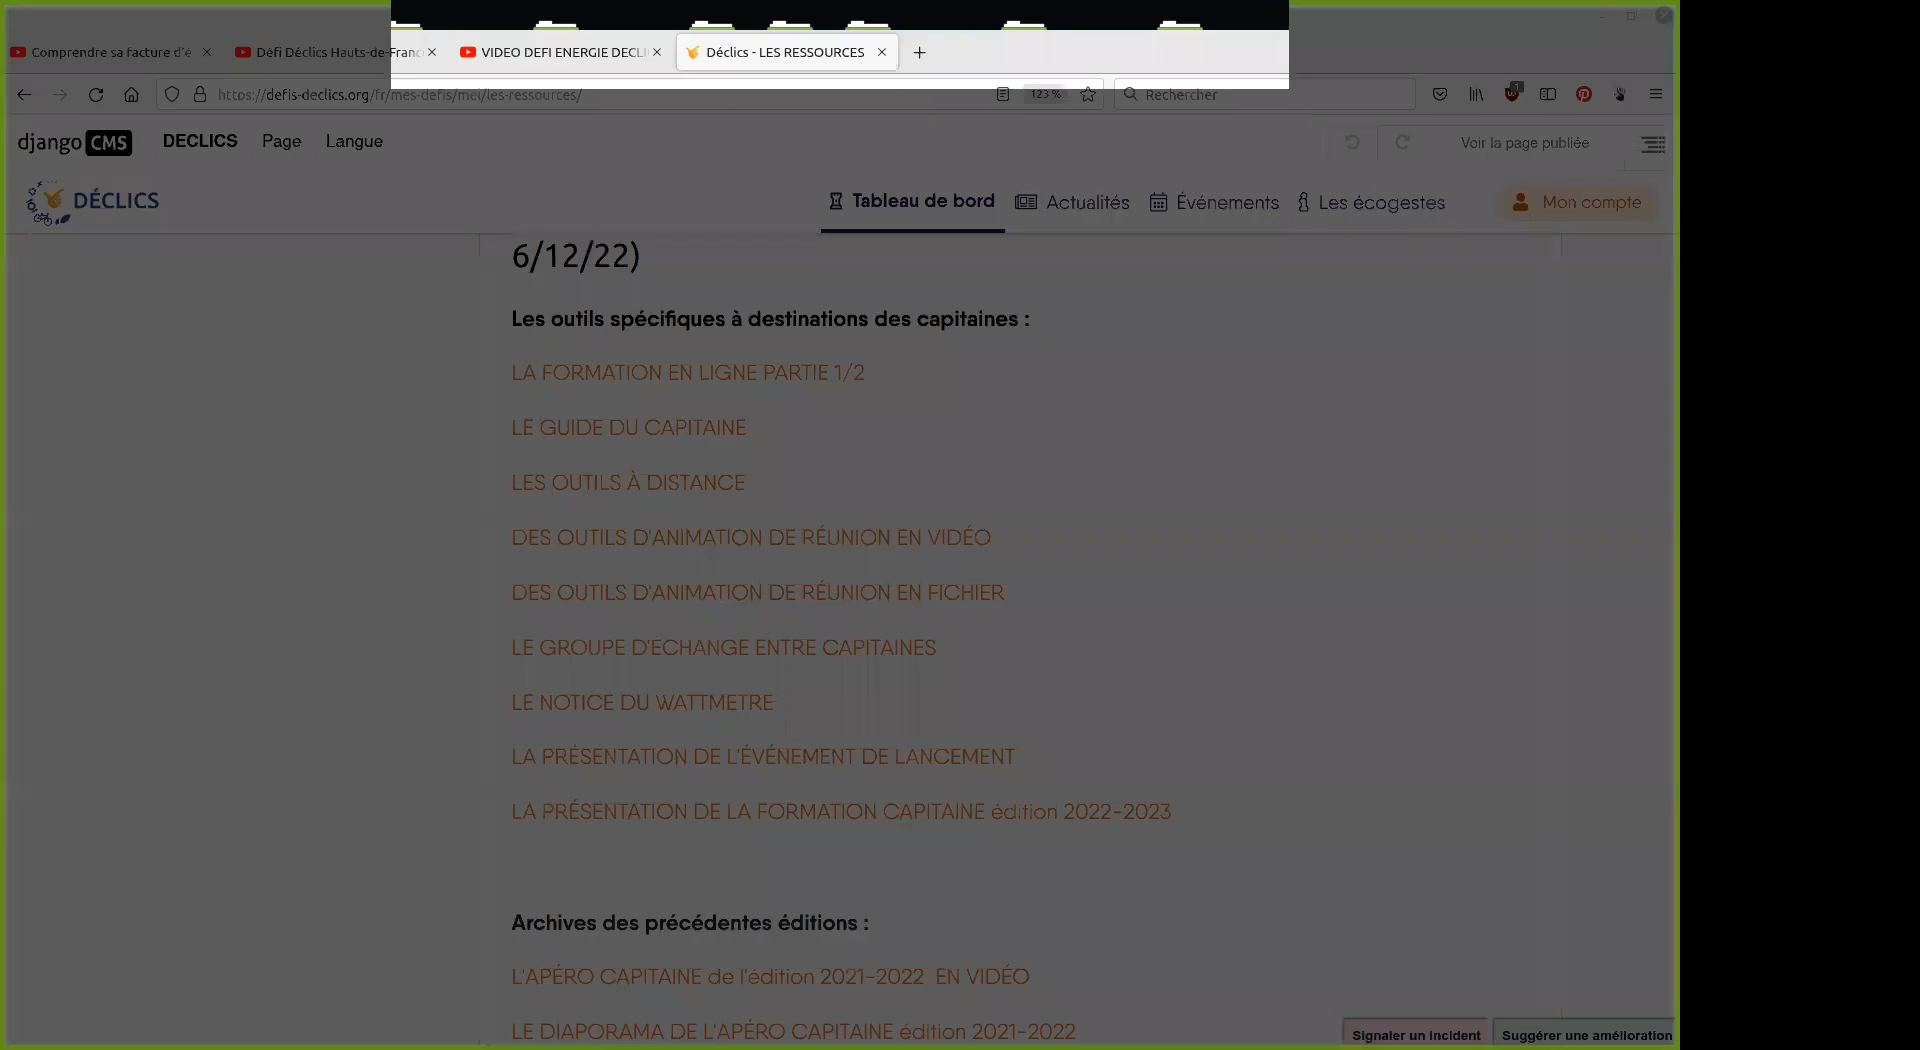 Comprendre sa facture d'é
Défi Déclics Hauts-de-Franc
VIDEO DEFI ENERGIE DECLI
Déclics - LES RESSOURCES
https://defis-declics.org/fr/mes-defis/mel/les-ressources/
123 %
Rechercher
django CMS
DECLICS
Page
Langue
Voir la page publiée
DÉCLICS
Tableau de bord
Actualités
Événements
Les écogestes
Mon compte
6/12/22)
Les outils spécifiques à destinations des capitaines :
LA FORMATION EN LIGNE PARTIE 1/2
LE GUIDE DU CAPITAINE
LES OUTILS À DISTANCE
DES OUTILS D'ANIMATION DE RÉUNION EN VIDÉO
DES OUTILS D'ANIMATION DE RÉUNION EN FICHIER
LE GROUPE D'ECHANGE ENTRE CAPITAINES
LE NOTICE DU WATTMETRE
LA PRÉSENTATION DE L'ÉVÉNEMENT DE LANCEMENT
LA PRÉSENTATION DE LA FORMATION CAPITAINE édition 2022-2023
Archives des précédentes éditions :
L'APÉRO CAPITAINE de l'édition 2021-2022 EN VIDÉO
LE DIAPORAMA DE L'APÉRO CAPITAINE édition 2021-2022
Signaler un incident
Suggérer une amélioration